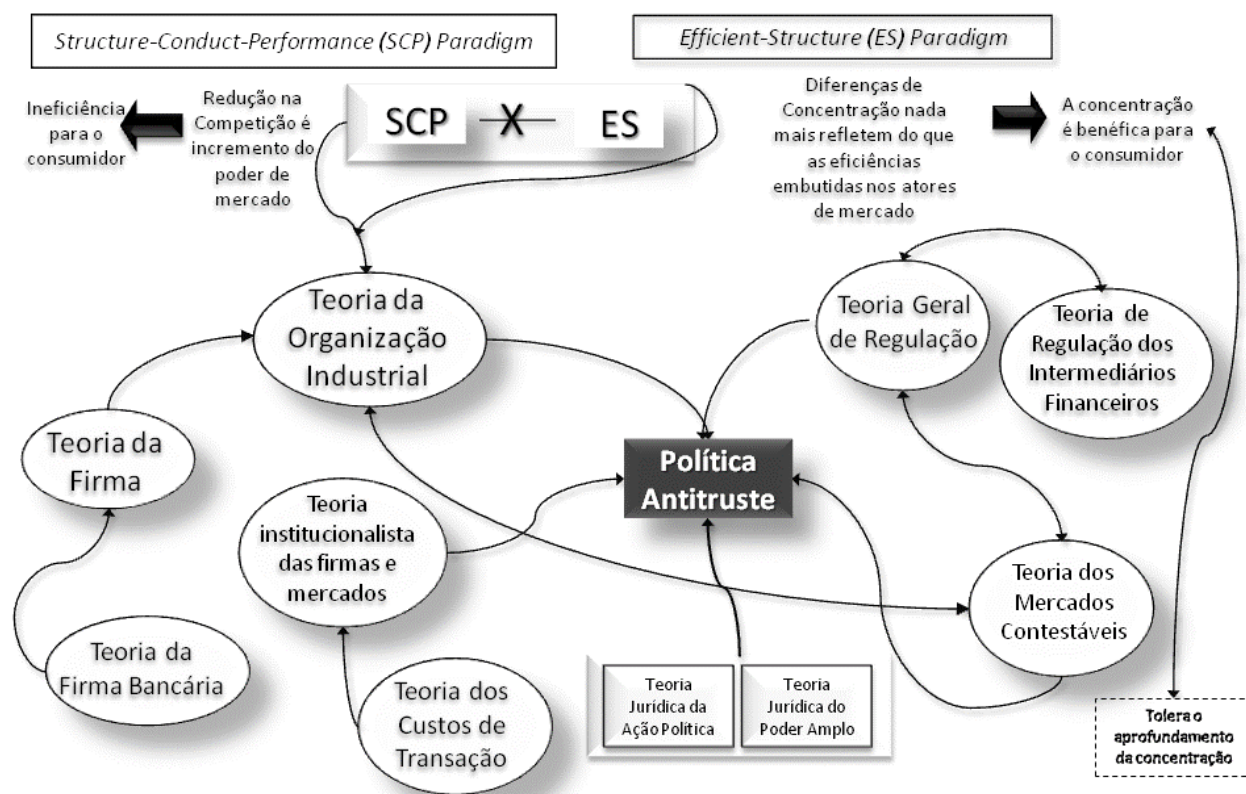 Structure-Conduct-Performance (SCP) Paradigm
Efficient-Structure (ES) Paradigm
Ineficiência
para o
consumidor
Redução na
Competição é
incremento do
poder de
mercado
SCP
X
ES
Diferenças de
Concentração nada
mais refletem do que
as eficiências
embutidas nos atores
de mercado
A concentração
é benéfica para
o consumidor
Teoria da
Organização
Industrial
Teoria Geral
de Regulação
Teoria de
Regulação dos
Intermediários
Financeiros
Teoria da
Firma
Política
Antitruste
Teoria
institucionalista
das firmas e
mercados
Teoria dos
Mercados
Contestáveis
Teoria da
Firma Bancária
Teoria dos
Custos de
Transação
Teoria
Jurídica da
Ação Política
Teoria
Jurídica do
Poder Amplo
Tolera o
aprofundamento
da concentração